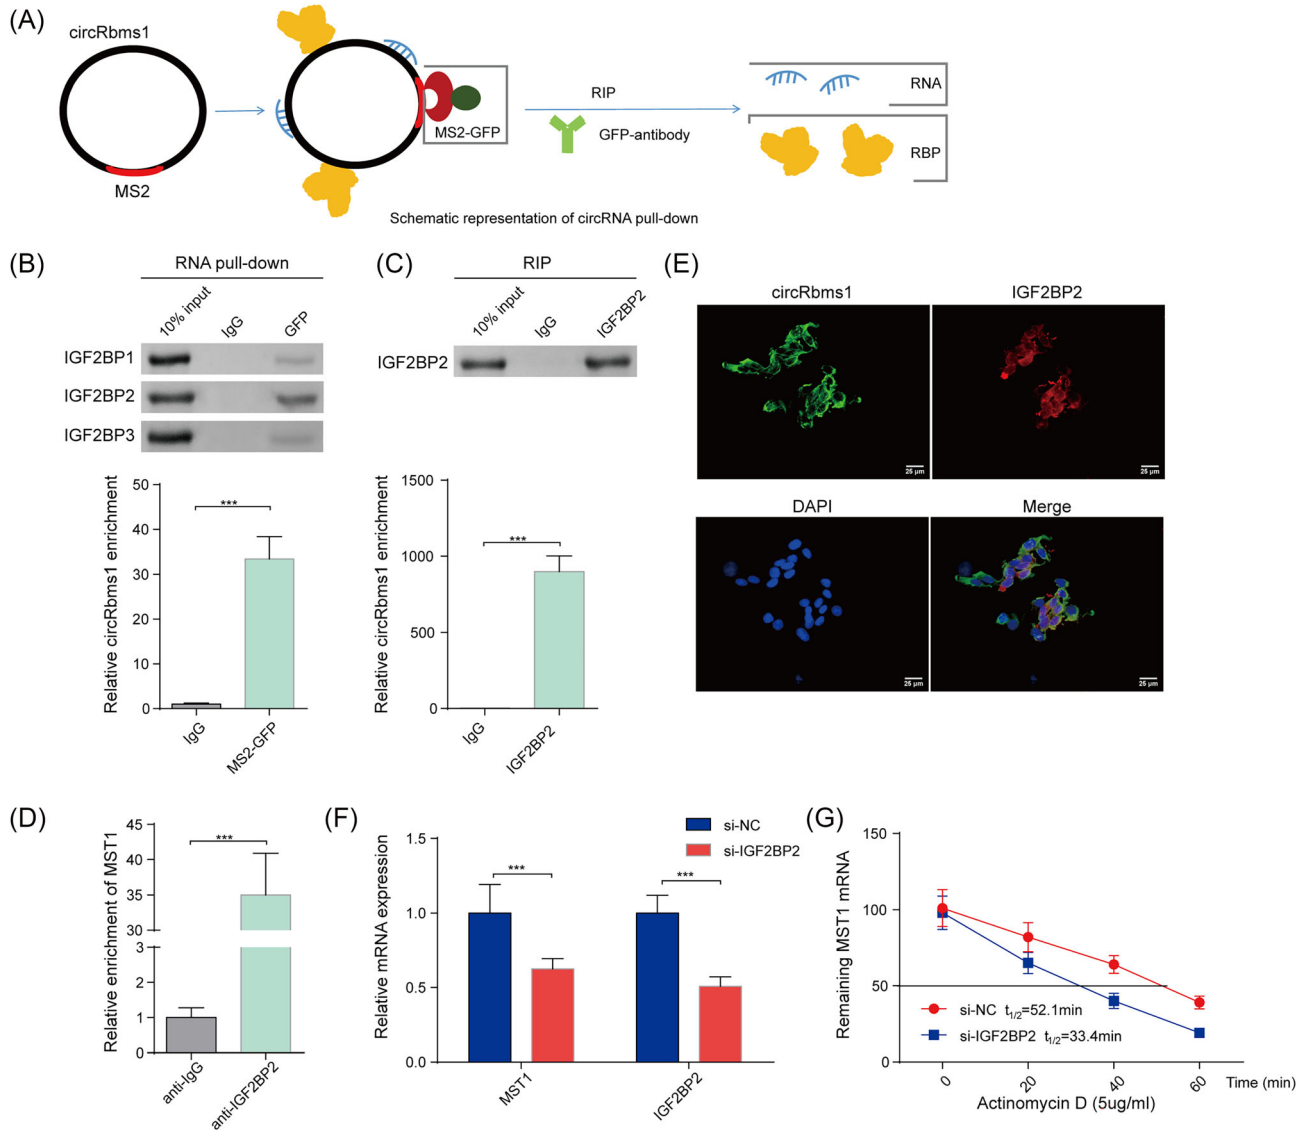 (A)
circRbms1
MS2
MS2-GFP
RIP
GFP-antibody
RNA
RBP
Schematic representation of circRNA pull-down
(B)
RNA pull-down
10% input
IgG
GFP
IGF2BP1
IGF2BP2
IGF2BP3
Relative circRbms1 enrichment
50
40
30
20
10
0
***
IgG
MS2-GFP
(C)
RIP
10% input
IgG
IGF2BP2
IGF2BP2
Relative circRbms1 enrichment
1500
1000
500
0
***
IgG
IGF2BP2
(E)
circRbms1
IGF2BP2
25 μm
25 μm
DAPI
Merge
25 μm
25 μm
(D)
Relative enrichment of MST1
45
40
35
30
3
2
1
0
***
anti-IgG
anti-IGF2BP2
(F)
si-NC
si-IGF2BP2
Relative mRNA expression
1.5
1.0
0.5
0.0
***
***
MST1
IGF2BP2
(G)
Remaining MST1 mRNA
150
100
50
0
si-NC t1/2=52.1min
si-IGF2BP2 t1/2=33.4min
0
20
40
60
Time (min)
Actinomycin D (5ug/ml)